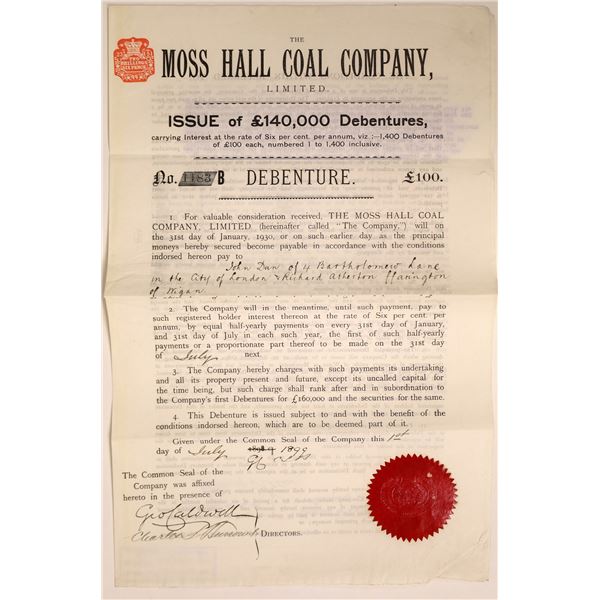 THE
MOSS HALL COAL COMPANY,
LIMITED.
ISSUE of £140,000 Debentures,
carrying Interest at the rate of Six per cent. per annum, viz :—1,400 Debentures
of £100 each, numbered 1 to 1,400 inclusive.
No. 1183 B DEBENTURE. £100.
1. For valuable consideration received, THE MOSS HALL COAL
COMPANY, LIMITED (hereinafter called "The Company,") will on
the 31st day of January, 1930, or on such earlier day as the principal
moneys hereby secured become payable in accordance with the conditions
indorsed hereon pay to
John Dun of 4 Bartholomew Lane
in the City of London & Richard Atherton ffarington
of Wigan
2. The Company will in the meantime, until such payment, pay to
such registered holder interest thereon at the rate of Six per cent. per
annum, by equal half-yearly payments on every 31st day of January,
and 31st day of July in each such year, the first of such half-yearly
payments or a proportionate part thereof to be made on the 31st day
of July next.
3. The Company hereby charges with such payments its undertaking
and all its property present and future, except its uncalled capital for
the time being, but such charge shall rank after and in subordination to
the Company's first Debentures for £160,000 and the securities for the same.
4. This Debenture is issued subject to and with the benefit of the
conditions indorsed hereon, which are to be deemed part of it.
Given under the Common Seal of the Company this 1st
day of July 1899
The Common Seal of the
Company was affixed
hereto in the presence of
Geo Caldwell
Charles
DIRECTORS.